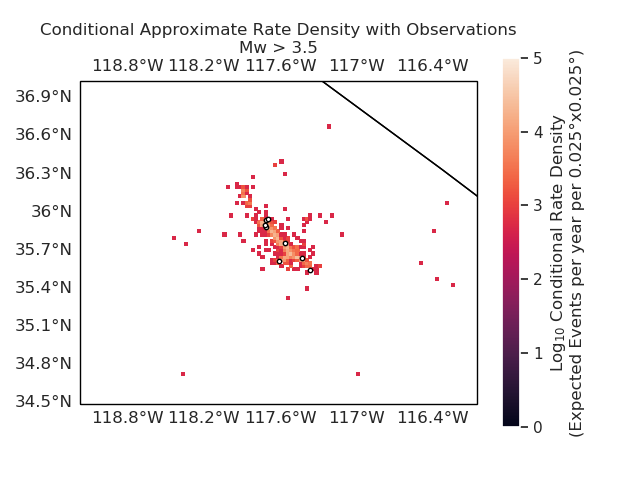 Conditional Approximate Rate Density with Observations
Mw > 3.5
118.8°W 118.2°W 117.6°W 117°W 116.4°W
36.9°N
36.6°N
36.3°N
36°N
35.7°N
35.4°N
35.1°N
34.8°N
34.5°N
118.8°W 118.2°W 117.6°W 117°W 116.4°W
5
4
3
2
1
0
Log₁₀ Conditional Rate Density
(Expected Events per year per 0.025°x0.025°)